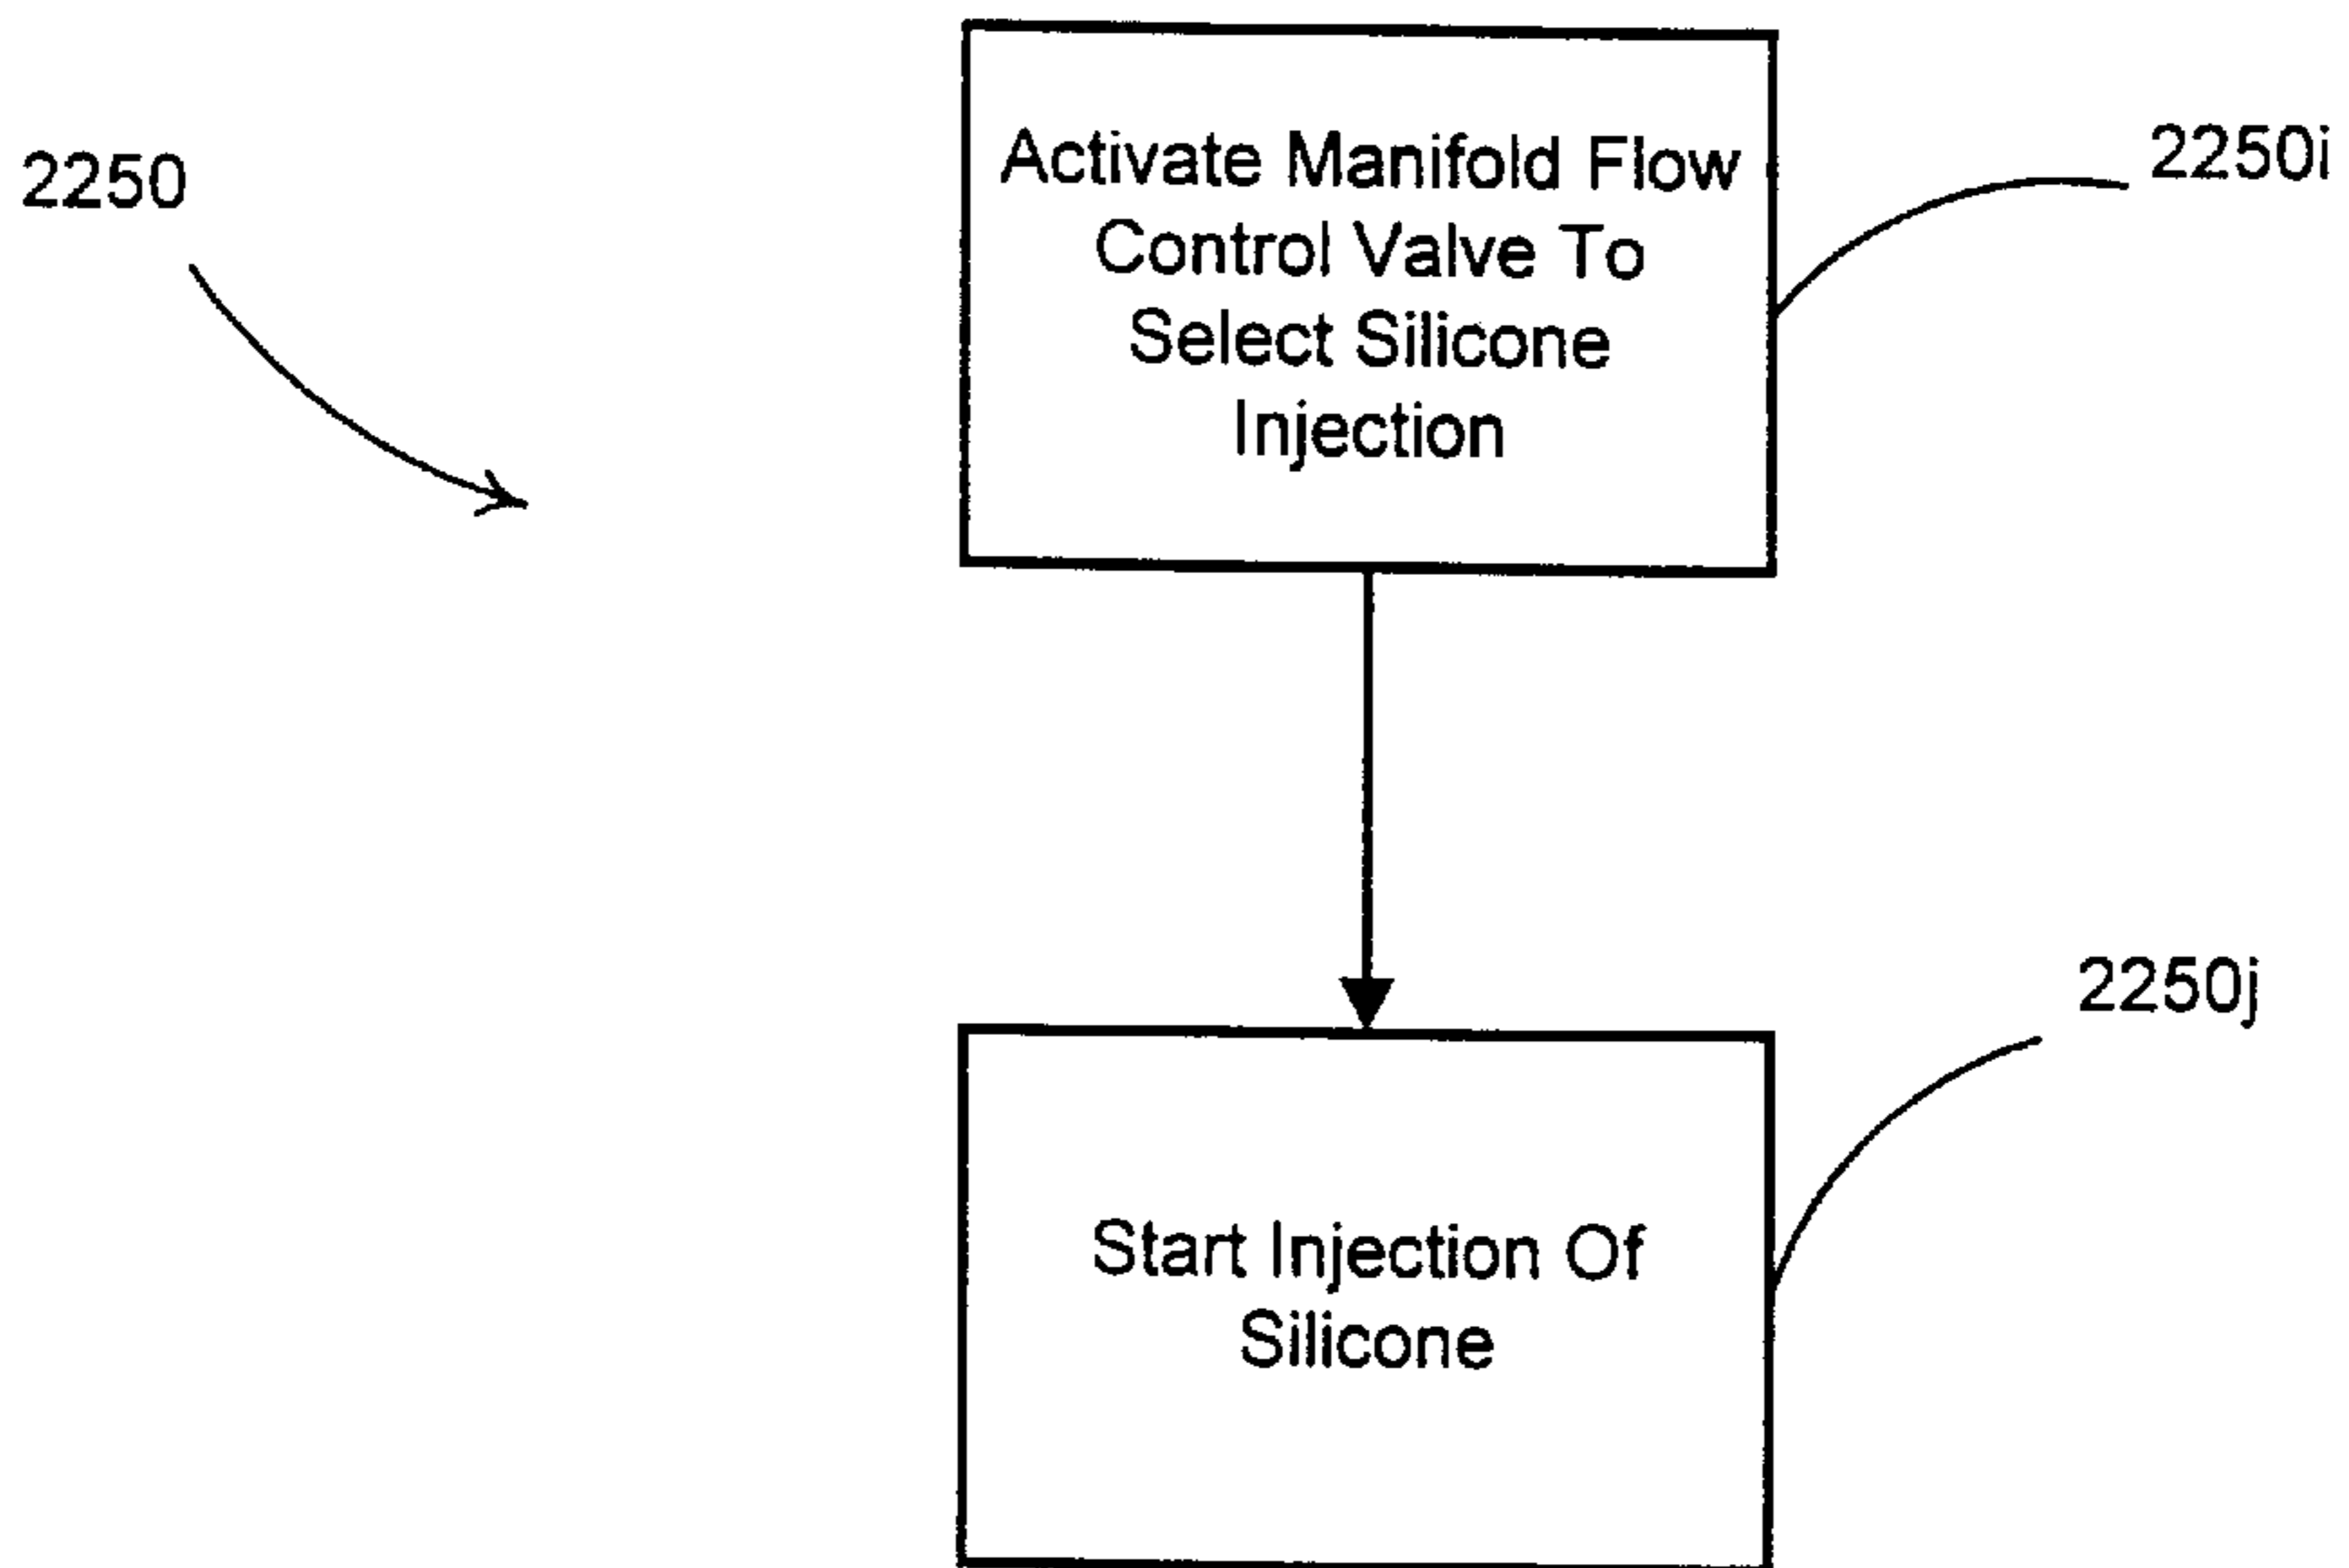 2250
Activate Manifold Flow
Control Valve To
Select Silicone
Injection
2250i
2250j
Start Injection Of
Silicone